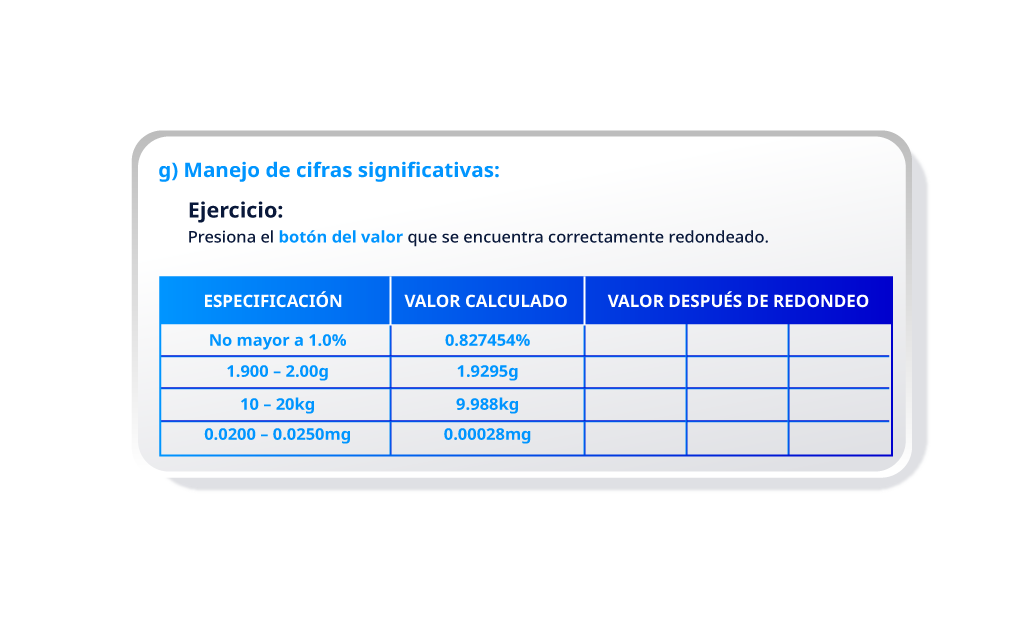 g) Manejo de cifras significativas:
Ejercicio:
Presiona el botón del valor que se encuentra correctamente redondeado.
ESPECIFICACIÓN VALOR CALCULADO VALOR DESPUÉS DE REDONDEO
No mayor a 1.0% 0.827454%
1.900 – 2.00g 1.9295g
10 – 20kg 9.988kg
0.0200 – 0.0250mg 0.00028mg